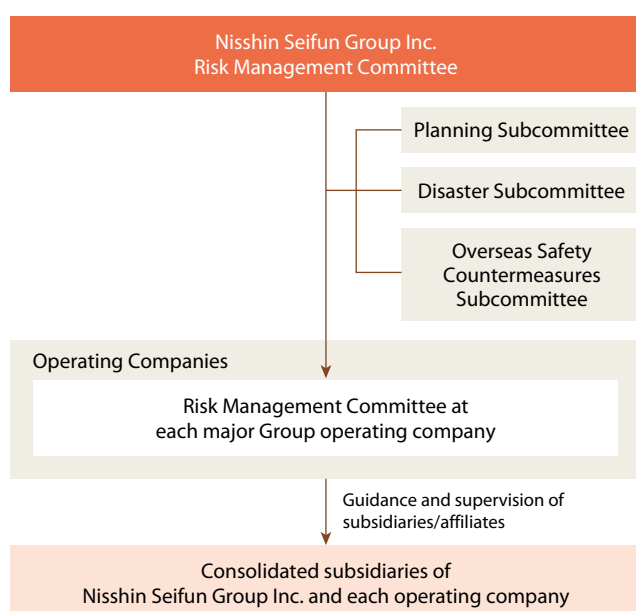 Nisshin Seifun Group Inc.
Risk Management Committee
Planning Subcommittee
Disaster Subcommittee
Overseas Safety
Countermeasures
Subcommittee
Operating Companies
Risk Management Committee at
each major Group operating company
Guidance and supervision of
subsidiaries/affiliates
Consolidated subsidiaries of
Nisshin Seifun Group Inc. and each operating company